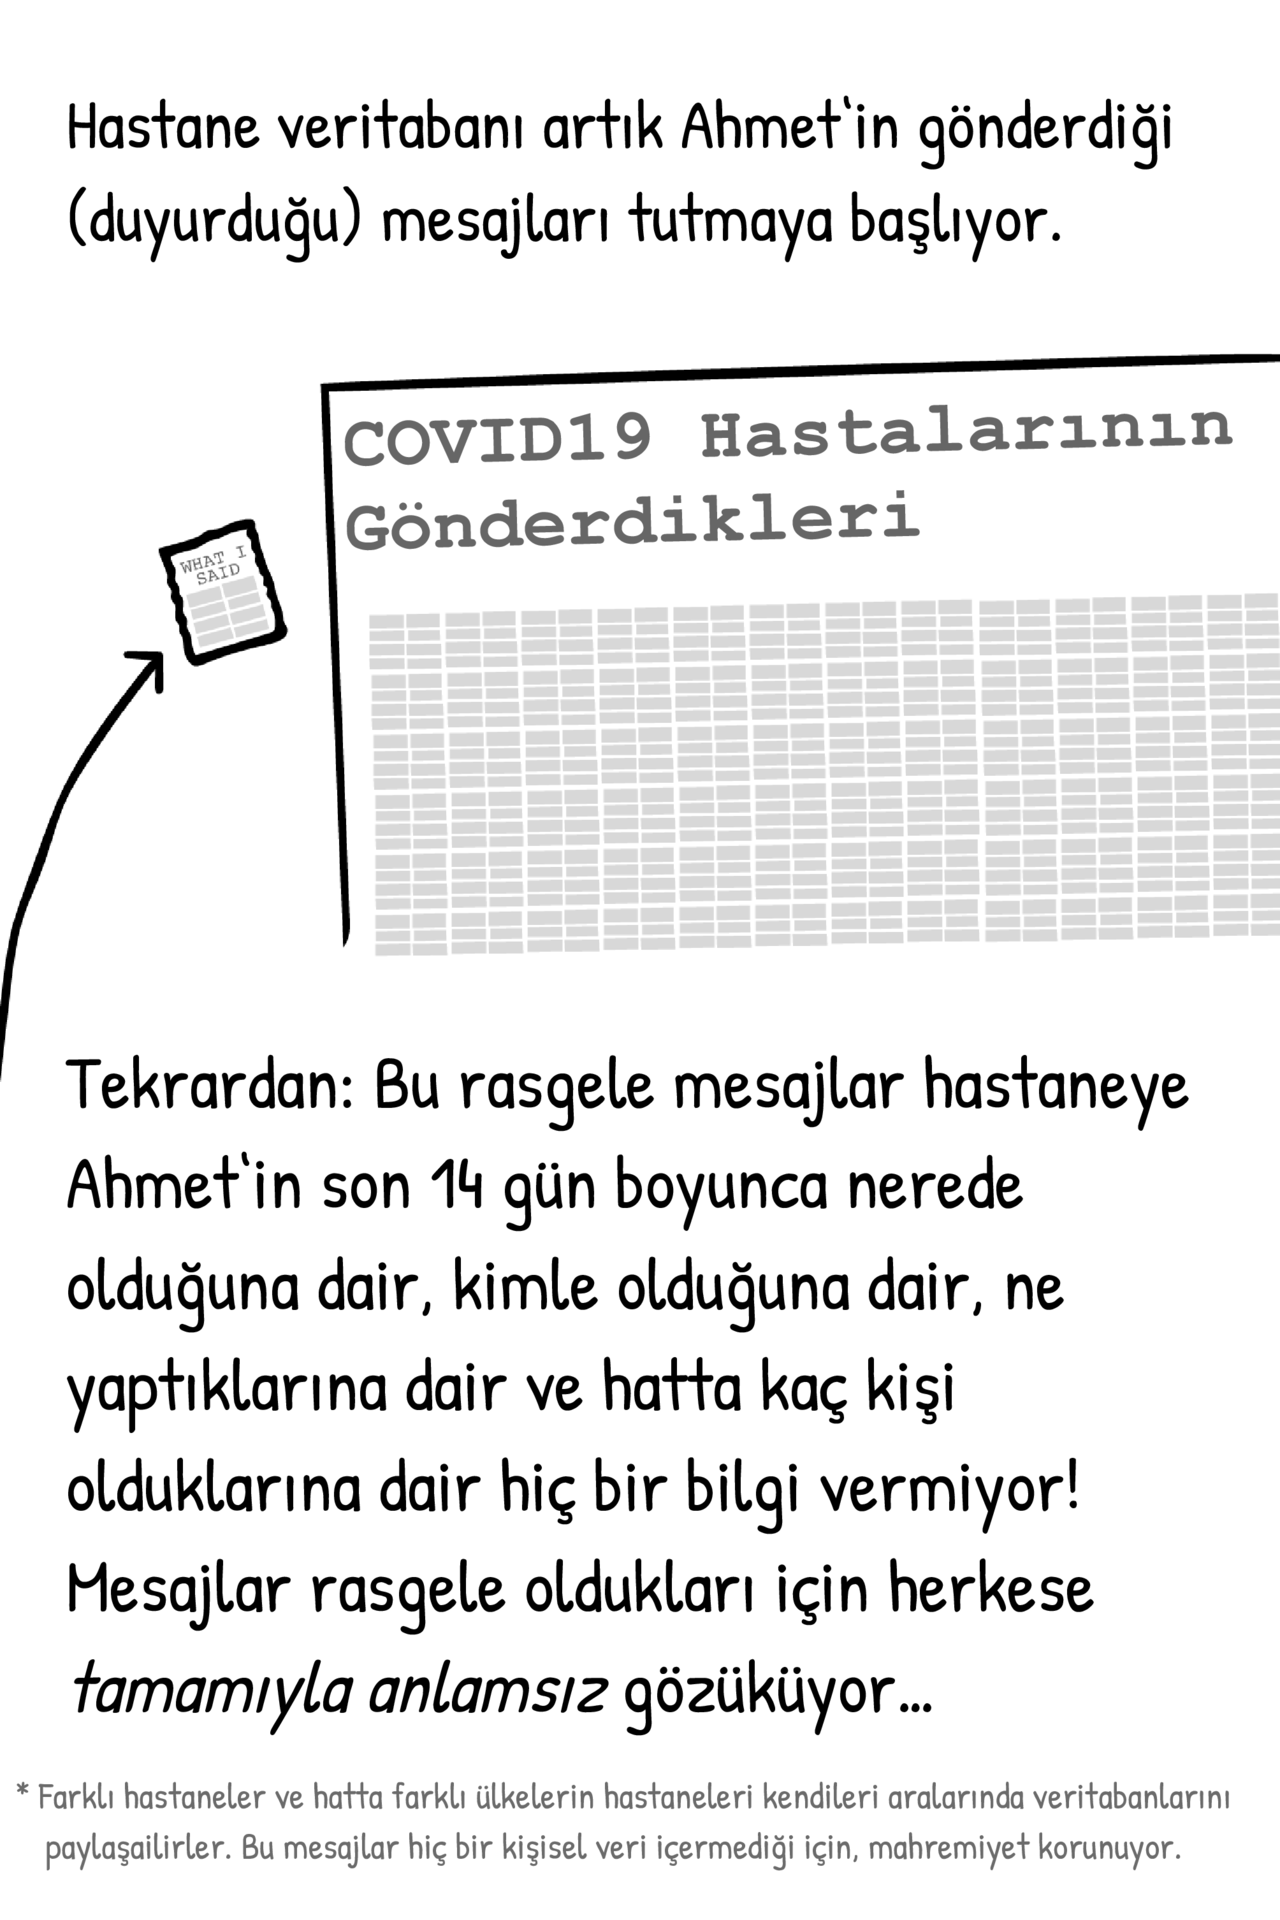 Hastane veritabanı artık Ahmet'in gönderdiği
(duyurduğu) mesajları tutmaya başlıyor.
COVID19 Hastalarının
Gönderdikleri
WHAT I
SAID
Tekrardan: Bu rasgele mesajlar hastaneye
Ahmet'in son 14 gün boyunca nerede
olduğuna dair, kimle olduğuna dair, ne
yaptıklarına dair ve hatta kaç kişi
olduklarına dair hiç bir bilgi vermiyor!
Mesajlar rasgele oldukları için herkese
tamamıyla anlamsız gözüküyor...
* Farklı hastaneler ve hatta farklı ülkelerin hastaneleri kendileri aralarında veritabanlarını
paylaşailirler. Bu mesajlar hiç bir kişisel veri içermediği için, mahremiyet korunuyor.